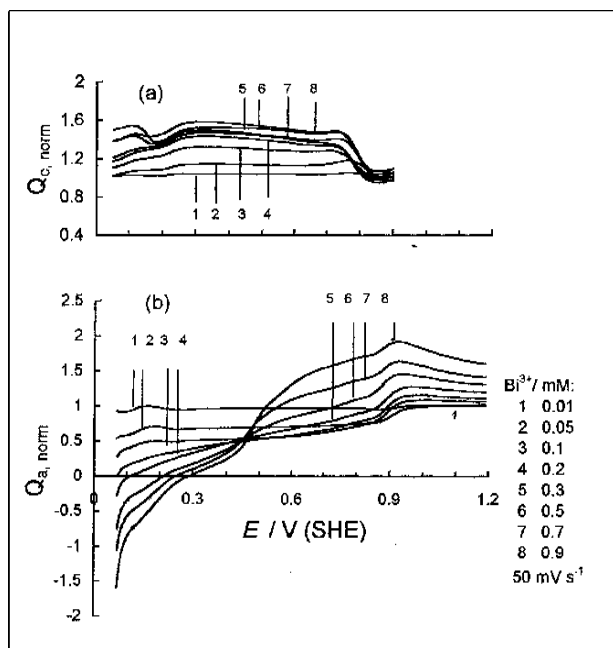 2
(a)
5 6 7 8
1.6
Qc, norm
1.2
0.8
1 2 3 4
0.4
2.5
(b)
5 6 7 8
2
1.5
1 2 3 4
Bi³⁺/ mM:
1
1
1 0.01
2 0.05
Qa, norm
0.5
3 0.1
0
0 0.3 0.6 0.9 1.2
4 0.2
5 0.3
-0.5
E / V (SHE)
6 0.5
-1
7 0.7
8 0.9
-1.5
50 mV s⁻¹
-2